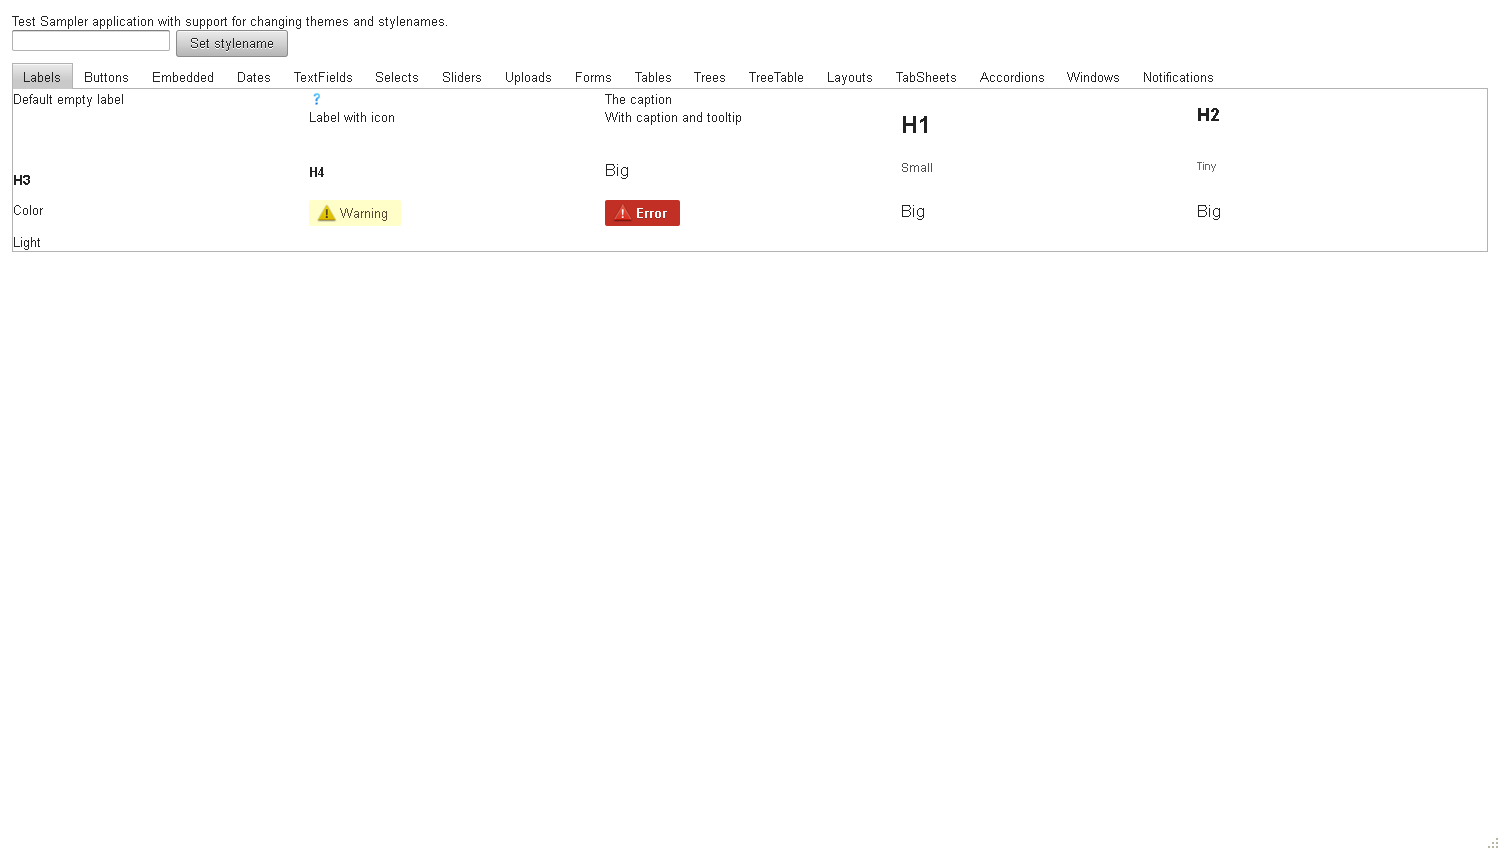 Test Sampler application with support for changing themes and stylenames.
Set stylename
Labels Buttons Embedded Dates TextFields Selects Sliders Uploads Forms Tables Trees TreeTable Layouts TabSheets Accordions Windows Notifications
Default empty label ? The caption
Label with icon With caption and tooltip H1 H2
H3 H4 Big Small Tiny
Color Warning Error Big Big
Light